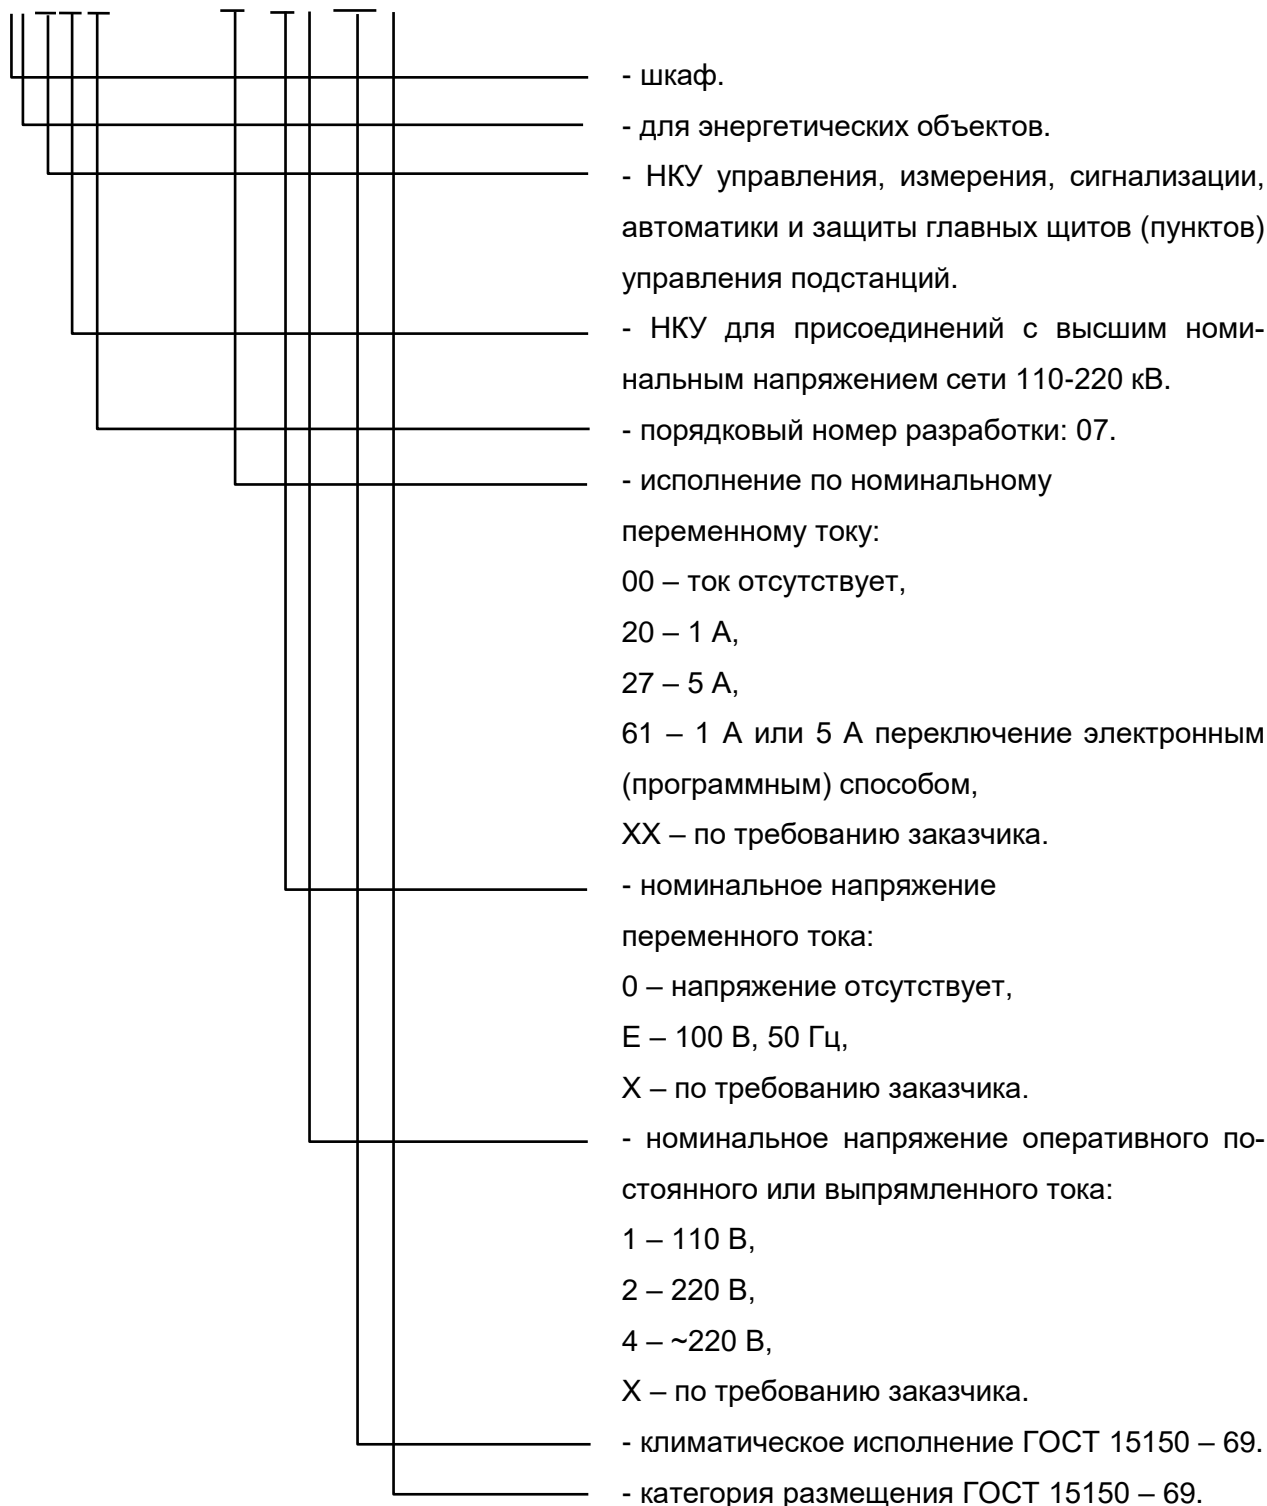 - шкаф.
- для энергетических объектов.
- НКУ управления, измерения, сигнализации,
автоматики и защиты главных щитов (пунктов)
управления подстанций.
- НКУ для присоединений с высшим номи-
нальным напряжением сети 110-220 кВ.
- порядковый номер разработки: 07.
- исполнение по номинальному
переменному току:
00 – ток отсутствует,
20 – 1 А,
27 – 5 А,
61 – 1 А или 5 А переключение электронным
(программным) способом,
ХХ – по требованию заказчика.
- номинальное напряжение
переменного тока:
0 – напряжение отсутствует,
Е – 100 В, 50 Гц,
Х – по требованию заказчика.
- номинальное напряжение оперативного по-
стоянного или выпрямленного тока:
1 – 110 В,
2 – 220 В,
4 – ~220 В,
Х – по требованию заказчика.
- климатическое исполнение ГОСТ 15150 – 69.
- категория размещения ГОСТ 15150 – 69.